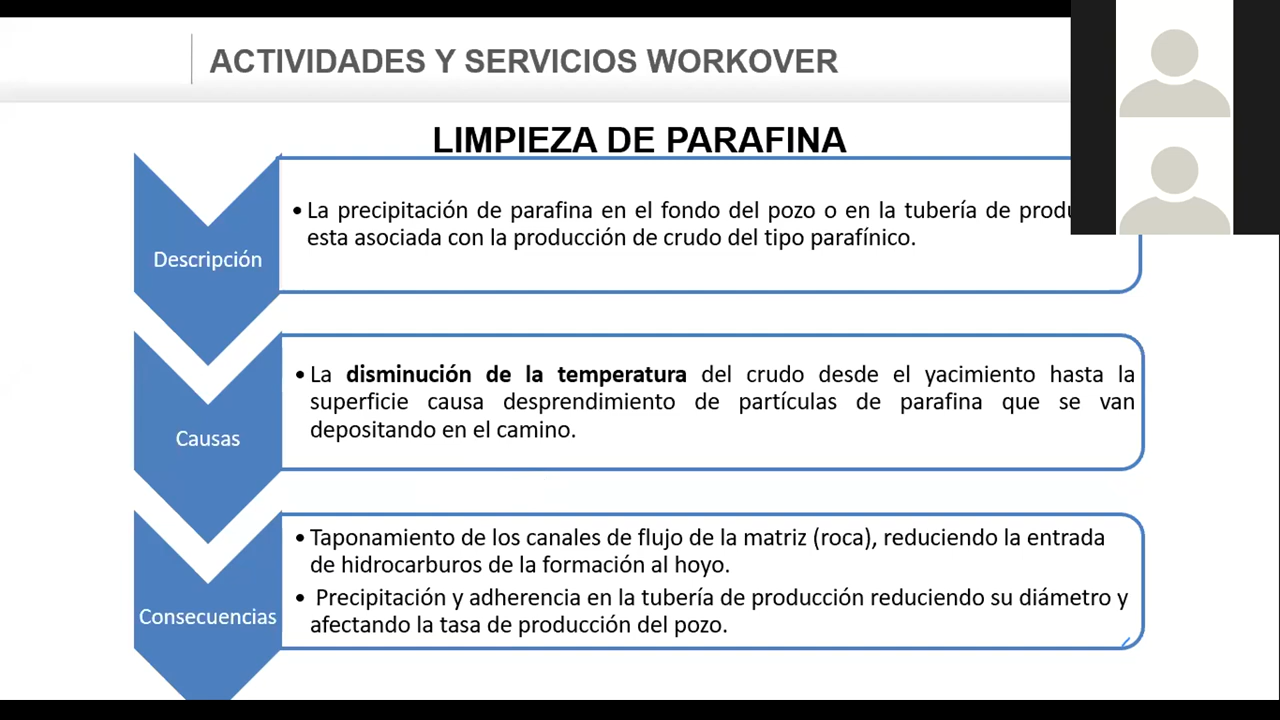 ACTIVIDADES Y SERVICIOS WORKOVER
LIMPIEZA DE PARAFINA
Descripción
• La precipitación de parafina en el fondo del pozo o en la tubería de
esta asociada con la producción de crudo del tipo parafínico.
Causas
• La disminución de la temperatura del crudo desde el yacimiento hasta la
superficie causa desprendimiento de partículas de parafina que se van
depositando en el camino.
Consecuencias
• Taponamiento de los canales de flujo de la matriz (roca), reduciendo la entrada
de hidrocarburos de la formación al hoyo.
• Precipitación y adherencia en la tubería de producción reduciendo su diámetro y
afectando la tasa de producción del pozo.